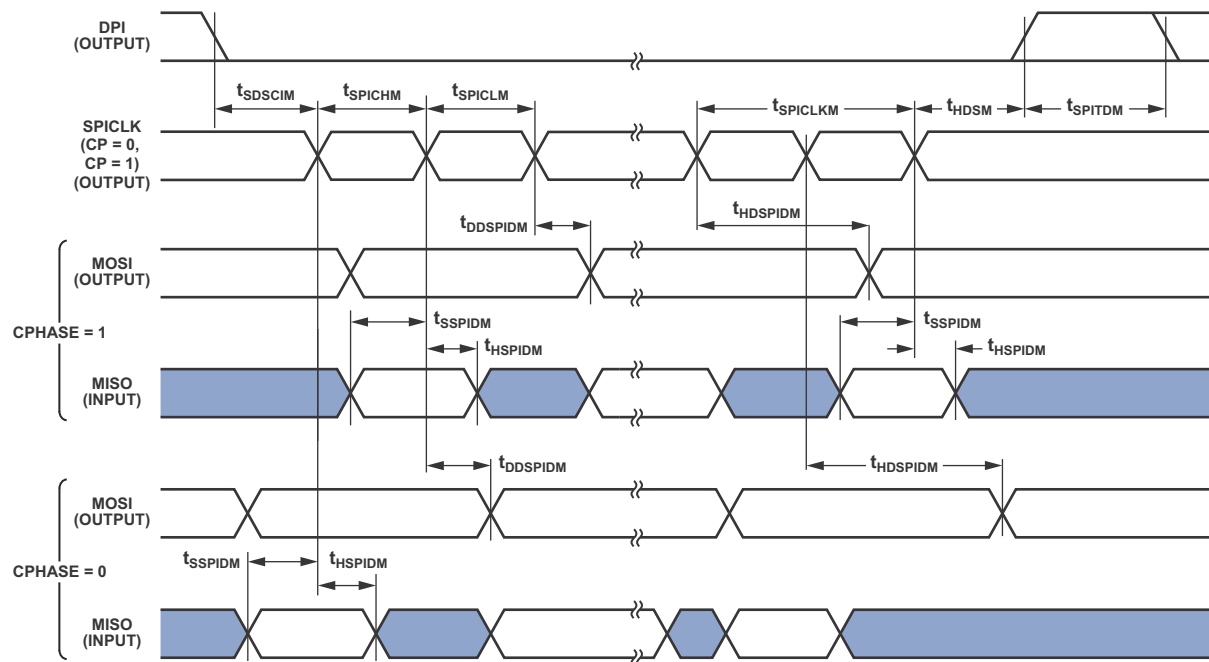 DPI
(OUTPUT)
tSDSCIM
tSPICHM
tSPICLM
tSPICLKM
tHDSM
tSPITDM
SPICLK
(CP = 0,
CP = 1)
(OUTPUT)
tDDSPIDM
tHDSPIDM
CPHASE = 1
MOSI
(OUTPUT)
tSSPIDM
tSSPIDM
tHSPIDM
tHSPIDM
MISO
(INPUT)
tDDSPIDM
tHDSPIDM
CPHASE = 0
MOSI
(OUTPUT)
tSSPIDM
tHSPIDM
MISO
(INPUT)